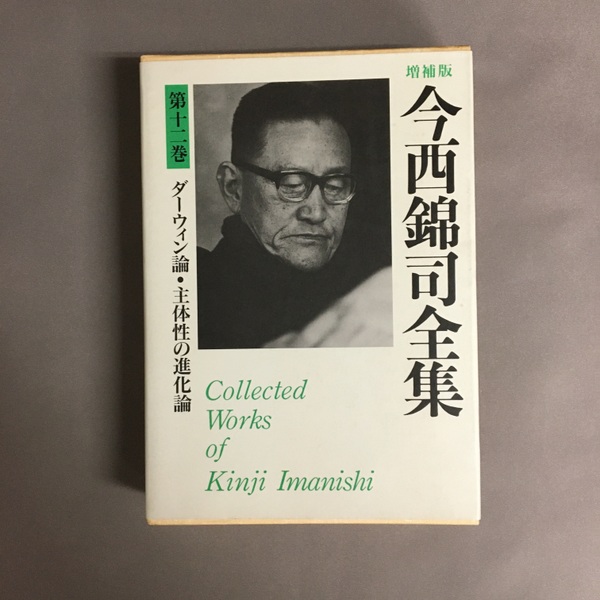 増補版
今西錦司全集
第十二巻
ダーウィン論・主体性の進化論
Collected
Works
of
Kinji Imanishi